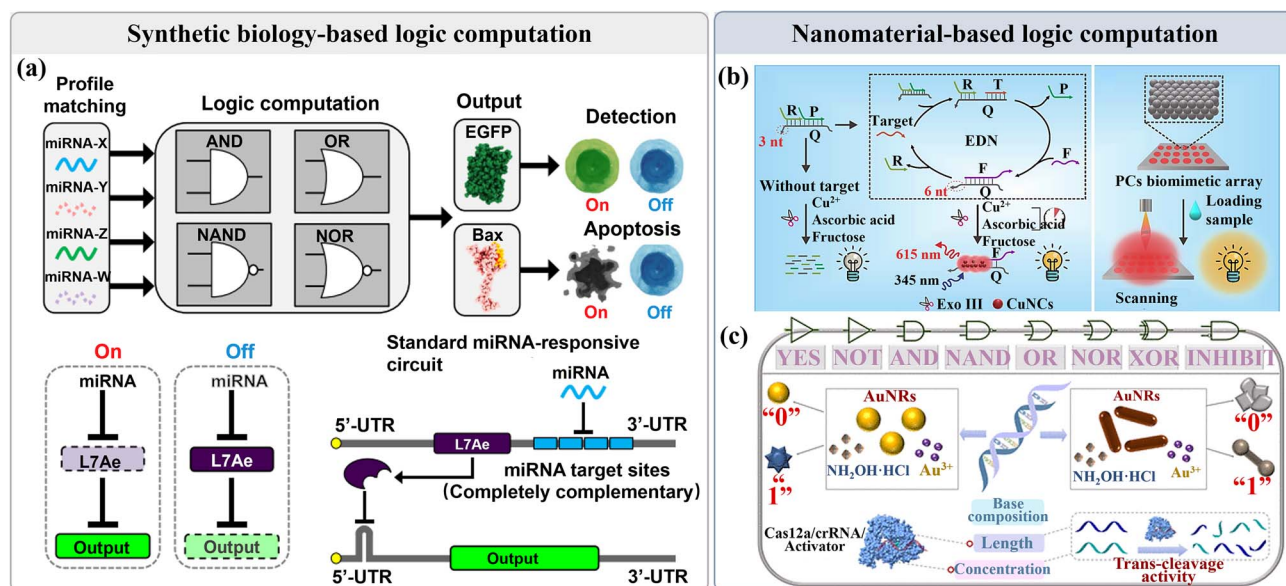 Synthetic biology-based logic computation
(a)
Profile
matching
miRNA-X
miRNA-Y
miRNA-Z
miRNA-W
Logic computation
AND
OR
NAND
NOR
Output
EGFP
Bax
Detection
On
Off
Apoptosis
On
Off
On
miRNA
L7Ae
Output
Off
miRNA
L7Ae
Output
Standard miRNA-responsive
circuit
miRNA
5'-UTR
L7Ae
3'-UTR
miRNA target sites
(Completely complementary)
Output
5'-UTR
3'-UTR
Nanomaterial-based logic computation
(b)
R P
Q
3 nt
Without target
Cu2+
Ascorbic acid
Fructose
R T
Q
P
Target
EDN
R
F
F
6 nt
Q
Cu2+
Ascorbic acid
Fructose
615 nm
F
345 nm
Q
Exo III
CuNCs
PCs biomimetic array
Loading
sample
Scanning
(c)
YES NOT AND NAND OR NOR XOR INHIBIT
"0"
"1"
AuNRs
NH2OH·HCl
Au3+
AuNRs
NH2OH·HCl
Au3+
"0"
"1"
Base
composition
Cas12a/crRNA/
Activator
Length
Concentration
Trans-cleavage
activity